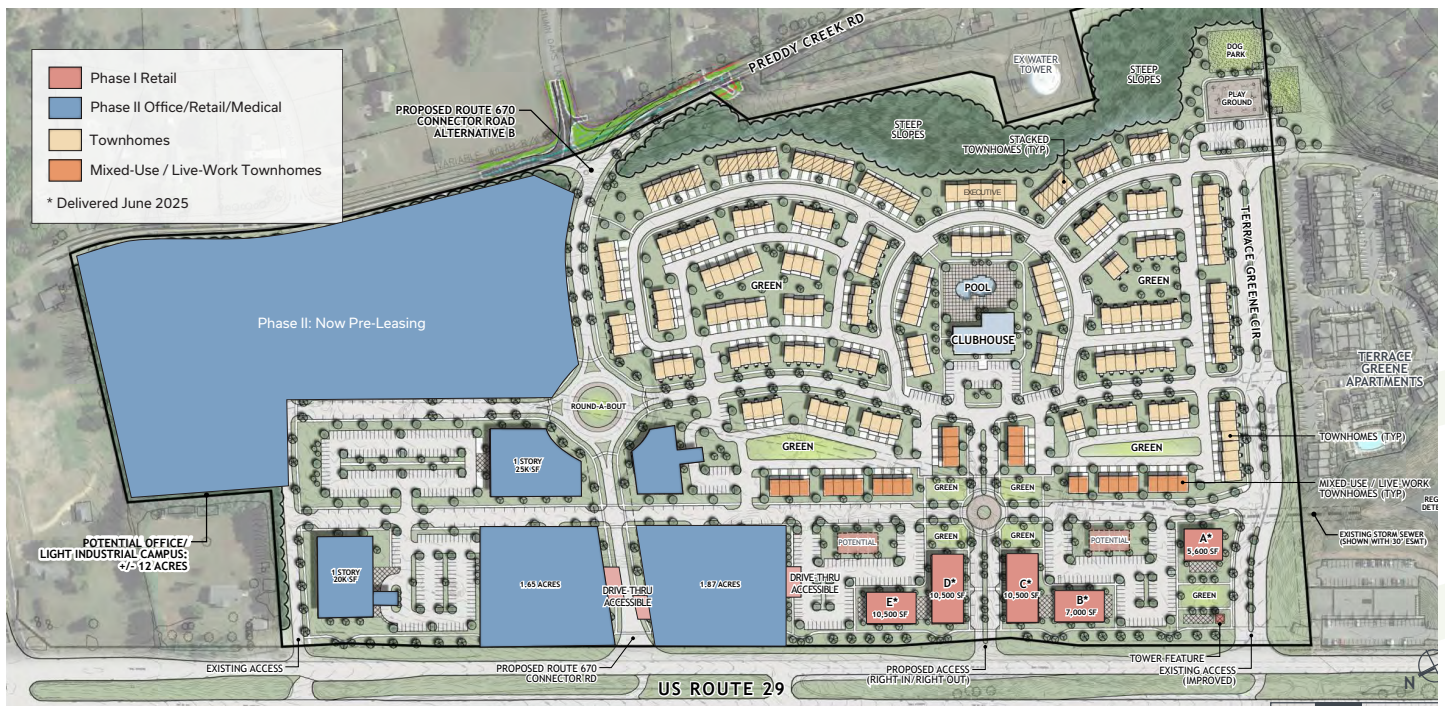 Phase I Retail
Phase II Office/Retail/Medical
Townhomes
Mixed-Use / Live-Work Townhomes
* Delivered June 2025
PREDDY CREEK RD
PROPOSED ROUTE 670
CONNECTOR ROAD
ALTERNATIVE B
EX WATER
TOWER
STEEP
SLOPES
DOG
PARK
PLAY
GROUND
STEEP
SLOPES
STACKED
TOWNHOMES (TYP)
EXECUTIVE
TERRACE GREENE CIR
Phase II: Now Pre-Leasing
GREEN
POOL
CLUBHOUSE
GREEN
TERRACE
GREENE
APARTMENTS
ROUND-A-BOUT
GREEN
GREEN
TOWNHOMES (TYP)
1 STORY
25K SF
GREEN
GREEN
MIXED-USE / LIVE-WORK
TOWNHOMES (TYP)
EXISTING STORM SEWER
(SHOWN WITH 30' ESMT)
POTENTIAL OFFICE/
LIGHT INDUSTRIAL CAMPUS:
+/- 12 ACRES
POTENTIAL
GREEN
GREEN
POTENTIAL
A*
5,600 SF
1 STORY
20K SF
1.65 ACRES
DRIVE-THRU
ACCESSIBLE
1.87 ACRES
DRIVE-THRU
ACCESSIBLE
E*
10,500 SF
D*
10,500 SF
C*
10,500 SF
B*
7,000 SF
GREEN
EXISTING ACCESS
PROPOSED ROUTE 670
CONNECTOR RD
PROPOSED ACCESS
(RIGHT IN/RIGHT OUT)
TOWER FEATURE
EXISTING ACCESS
(IMPROVED)
US ROUTE 29
N